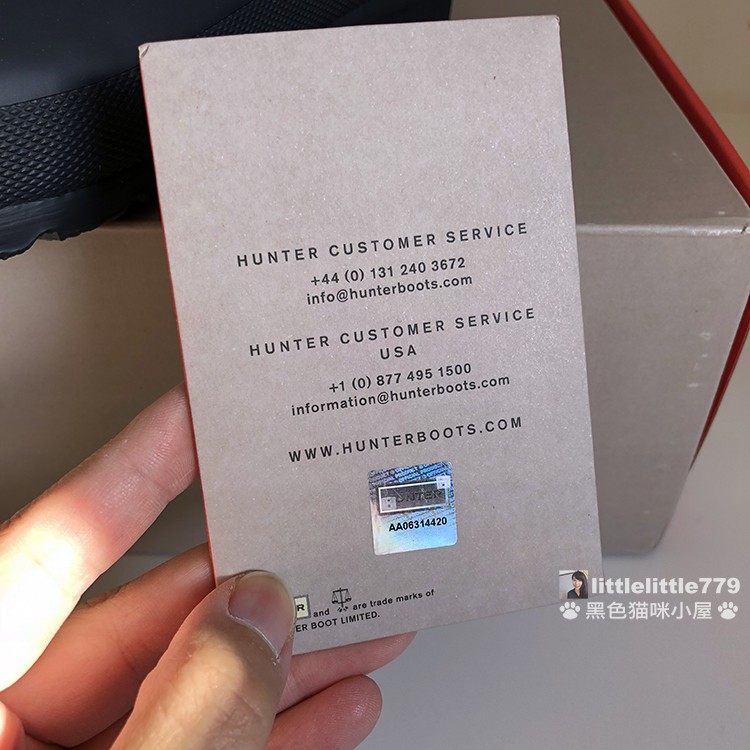 HUNTER CUSTOMER SERVICE
+44 (0) 131 240 3672
info@hunterboots.com
HUNTER CUSTOMER SERVICE
USA
+1 (0) 877 495 1500
information@hunterboots.com
WWW.HUNTERBOOTS.COM
HUNTER
AA06314420
R and are trade marks of
ER BOOT LIMITED.
littlelittle779
黑色猫咪小屋